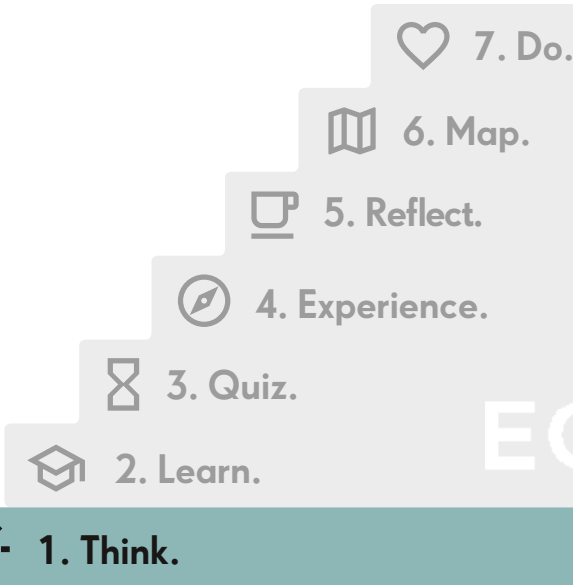 7. Do.
6. Map.
5. Reflect.
4. Experience.
3. Quiz.
2. Learn.
1. Think.